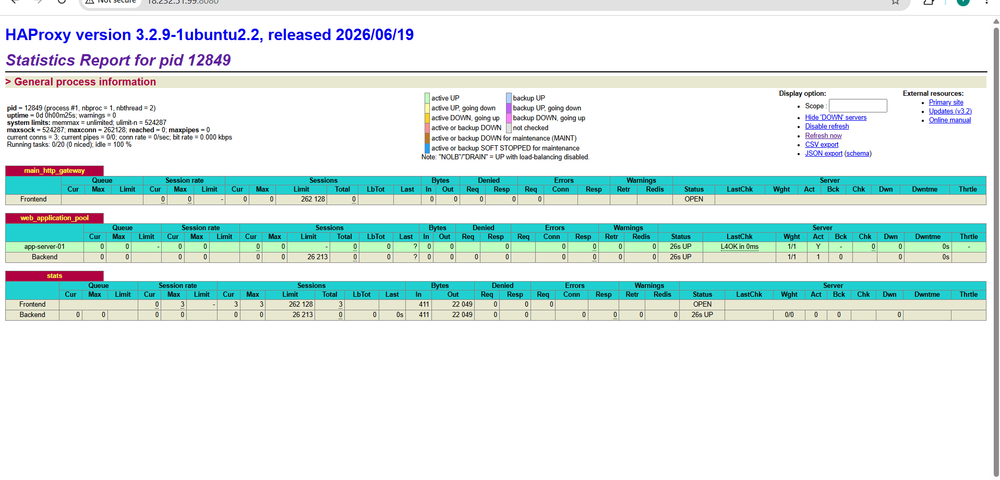 Not secure 18.232.51.99:8080
HAProxy version 3.2.9-1ubuntu2.2, released 2026/06/19
Statistics Report for pid 12849
> General process information
pid = 12849 (process #1, nbproc = 1, nbthread = 2)
uptime = 0d 0h00m25s; warnings = 0
system limits: memmax = unlimited; ulimit-n = 524287
maxsock = 524287; maxconn = 262128; reached = 0; maxpipes = 0
current conns = 3; current pipes = 0/0; conn rate = 0/sec; bit rate = 0.000 kbps
Running tasks: 0/20 (0 niced); idle = 100 %
active UP backup UP
active UP, going down backup UP, going down
active DOWN, going up backup DOWN, going up
active or backup DOWN not checked
active or backup DOWN for maintenance (MAINT)
active or backup SOFT STOPPED for maintenance
Note: "NOLB"/"DRAIN" = UP with load-balancing disabled.
Display option:
Scope :
Hide 'DOWN' servers
Disable refresh
Refresh now
CSV export
JSON export (schema)
External resources:
Primary site
Updates (v3.2)
Online manual
main_http_gateway
Queue Session rate Sessions Bytes Denied Errors Warnings Server
Cur Max Limit Cur Max Limit Cur Max Limit Total LbTot Last In Out Req Resp Req Conn Resp Retr Redis Status LastChk Wght Act Bck Chk Dwn Dwntme Thrtle
Frontend 0 0 - 0 0 262 128 0 0 0 0 0 0 OPEN
web_application_pool
Queue Session rate Sessions Bytes Denied Errors Warnings Server
Cur Max Limit Cur Max Limit Cur Max Limit Total LbTot Last In Out Req Resp Req Conn Resp Retr Redis Status LastChk Wght Act Bck Chk Dwn Dwntme Thrtle
app-server-01 0 0 - 0 0 0 0 - 0 0 ? 0 0 0 0 0 0 0 26s UP L4OK in 0ms 1/1 Y - 0 0 0s -
Backend 0 0 0 0 0 0 26 213 0 0 ? 0 0 0 0 0 0 0 0 26s UP 1/1 1 0 0 0s
stats
Queue Session rate Sessions Bytes Denied Errors Warnings Server
Cur Max Limit Cur Max Limit Cur Max Limit Total LbTot Last In Out Req Resp Req Conn Resp Retr Redis Status LastChk Wght Act Bck Chk Dwn Dwntme Thrtle
Frontend 0 3 - 3 3 262 128 3 411 22 049 0 0 0 OPEN
Backend 0 0 0 0 0 0 26 213 0 0 0s 411 22 049 0 0 0 0 0 0 26s UP 0/0 0 0 0